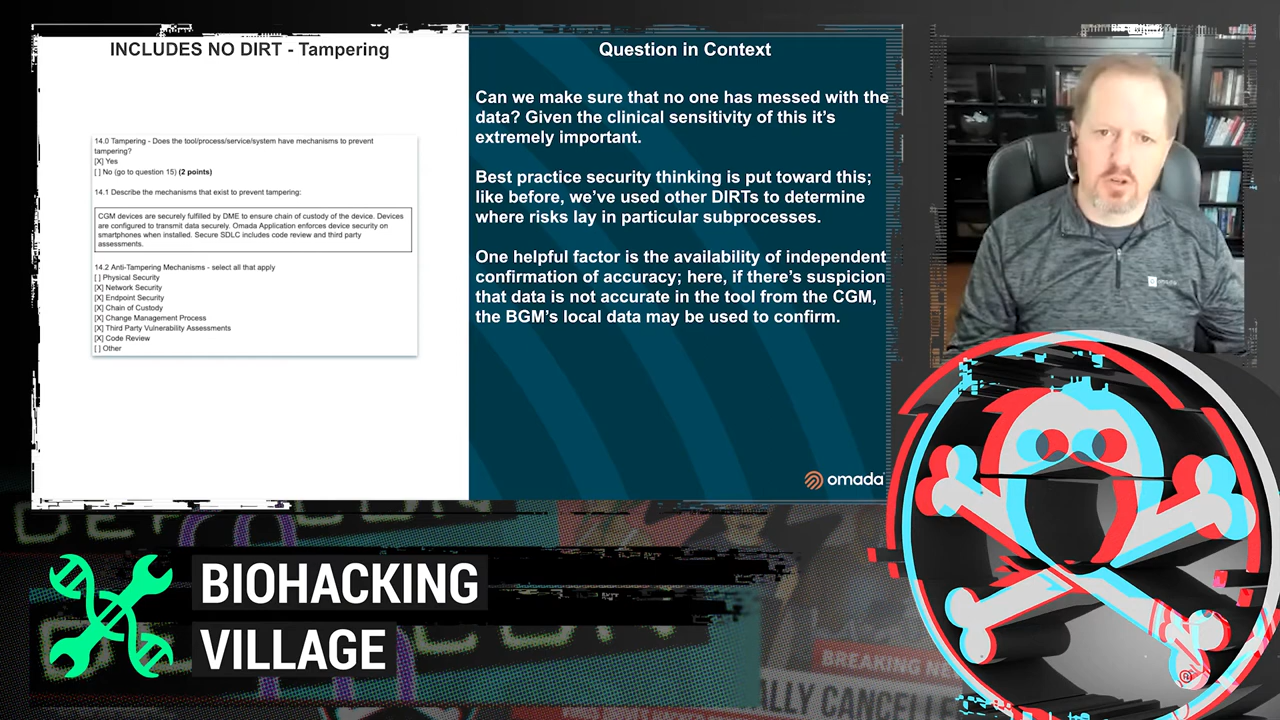 INCLUDES NO DIRT - Tampering
14.0 Tampering - Does the tool/process/service/system have mechanisms to prevent
tampering?
[X] Yes
[ ] No (go to question 15) (2 points)
14.1 Describe the mechanisms that exist to prevent tampering:
CGM devices are securely fulfilled by DME to ensure chain of custody of the device. Devices
are configured to transmit data securely. Omada Application enforces device security on
smartphones when installed. Secure SDLC includes code review and third party
assessments.
14.2 Anti-Tampering Mechanisms - select all that apply
[ ] Physical Security
[X] Network Security
[X] Endpoint Security
[X] Chain of Custody
[X] Change Management Process
[X] Third Party Vulnerability Assessments
[X] Code Review
[ ] Other
Question in Context
Can we make sure that no one has messed with the
data? Given the clinical sensitivity of this it's
extremely important.
Best practice security thinking is put toward this;
like before, we've used other DIRTs to determine
where risks lay in particular subprocesses.
One helpful factor is the availability of independent
confirmation of accuracy; here, if there's suspicion
that data is not accurate in the tool from the CGM,
the BGM's local data may be used to confirm.
omada
BIOHACKING
VILLAGE
BREAKING NE
ALLY CANCELLE